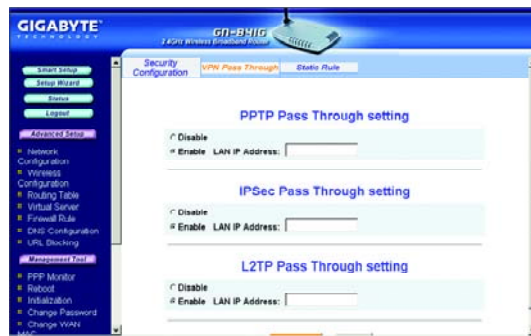 GIGABYTE
TECHNOLOGY
GN-B41G
2.4GHz Wireless Broadband Router
Smart Setup
Setup Wizard
Status
Logout
Advanced Setup
Network Configuration
Wireless Configuration
Routing Table
Virtual Server
Firewall Rule
DNS Configuration
URL Blocking
Management Tool
PPP Monitor
Reboot
Initialization
Change Password
Change WAN
MAC
Security Configuration
VPN Pass Through
Static Rule
PPTP Pass Through setting
Disable
Enable LAN IP Address:
IPSec Pass Through setting
Disable
Enable LAN IP Address:
L2TP Pass Through setting
Disable
Enable LAN IP Address: